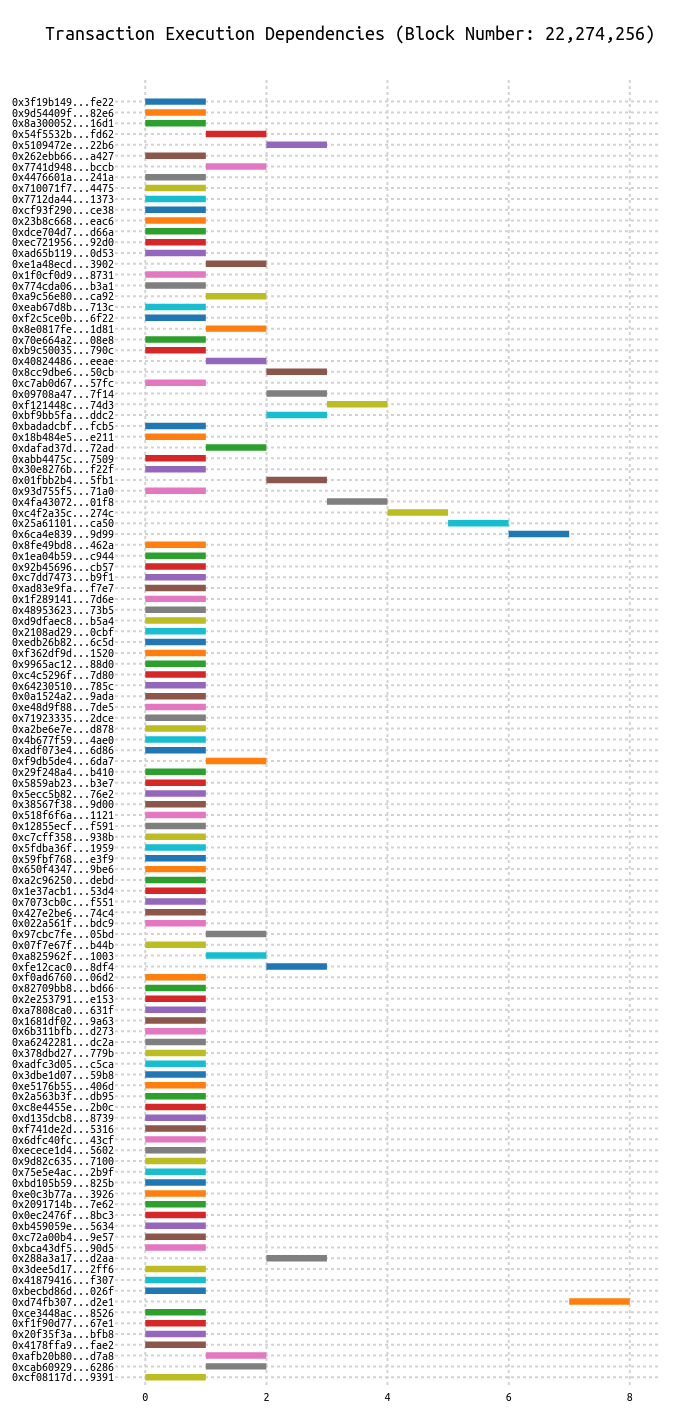 Transaction Execution Dependencies (Block Number: 22,274,256)
0x3f19b149...fe22
0x9d54409f...82e6
0x8a300052...16d1
0x54f5532b...fd62
0x5109472e...22b6
0x262ebb66...a427
0x7741d948...bccb
0x4476601a...241a
0x710071f7...4475
0x7712da44...1373
0xcf93f290...ce38
0x23b8c668...eac6
0xdce704d7...d66a
0xec721956...92d0
0xad65b119...0d53
0xe1a48ecd...3902
0x1f0cf0d9...8731
0x774cda06...b3a1
0xa9c56e80...ca92
0xeab67d8b...713c
0xf2c5ce0b...6f22
0x8e0817fe...1d81
0x70e664a2...08e8
0xb9c50035...790c
0x40824486...eeae
0x8cc9dbe6...50cb
0xc7ab0d67...57fc
0x09708a47...7f14
0xf121448c...74d3
0xbf9bb5fa...ddc2
0xbadadcbf...fcb5
0x18b484e5...e211
0xdafad37d...72ad
0xabb4475c...7509
0x30e8276b...f22f
0x01fbb2b4...5fb1
0x93d755f5...71a0
0x4fa43072...01f8
0xc4f2a35c...274c
0x25a61101...ca50
0x6ca4e839...9d99
0x8fe49bd8...462a
0x1ea04b59...c944
0x92b45696...cb57
0xc7dd7473...b9f1
0xad83e9fa...f7e7
0x1f289141...7d6e
0x48953623...73b5
0xd9dfaec8...b5a4
0x2108ad29...0cbf
0xedb26b82...6c5d
0xf362df9d...1520
0x9965ac12...88d0
0xc4c5296f...7d80
0x64230510...785c
0x0a1524a2...9ada
0xe48d9f88...7de5
0x71923335...2dce
0xa2be6e7e...d878
0x4b677f59...4ae0
0xadf073e4...6d86
0xf9db5de4...6da7
0x29f248a4...b410
0x5859ab23...b3e7
0x5ecc5b82...76e2
0x38567f38...9d00
0x518f6f6a...1121
0x12855ecf...f591
0xc7cff358...938b
0x5fdba36f...1959
0x59fbf768...e3f9
0x650f4347...9be6
0xa2c96250...debd
0x1e37acb1...53d4
0x7073cb0c...f551
0x427e2be6...74c4
0x022a561f...bdc9
0x97cbc7fe...05bd
0x07f7e67f...b44b
0xa825962f...1003
0xfe12cac0...8df4
0xf0ad6760...06d2
0x82709bb8...bd66
0x2e253791...e153
0xa7808ca0...631f
0x1681df02...9a63
0x6b311bfb...d273
0xa6242281...dc2a
0x378dbd27...779b
0xadfc3d05...c5ca
0x3dbe1d07...59b8
0xe5176b55...406d
0x2a563b3f...db95
0xc8e4455e...2b0c
0xd135dcb8...8739
0xf741de2d...5316
0x6dfc40fc...43cf
0xecece1d4...5602
0x9d82c635...7100
0x75e5e4ac...2b9f
0xbd105b59...825b
0xe0c3b77a...3926
0x2091714b...7e62
0x0ec2476f...8bc3
0xb459059e...5634
0xc72a00b4...9e57
0xbca43df5...90d5
0x288a3a17...d2aa
0x3dee5d17...2ff6
0x41879416...f307
0xbecbd86d...026f
0xd74fb307...d2e1
0xce3448ac...8526
0xf1f90d77...67e1
0x20f35f3a...bfb8
0x4178ffa9...fae2
0xafb20b80...d7a8
0xcab60929...6286
0xcf08117d...9391
0 2 4 6 8